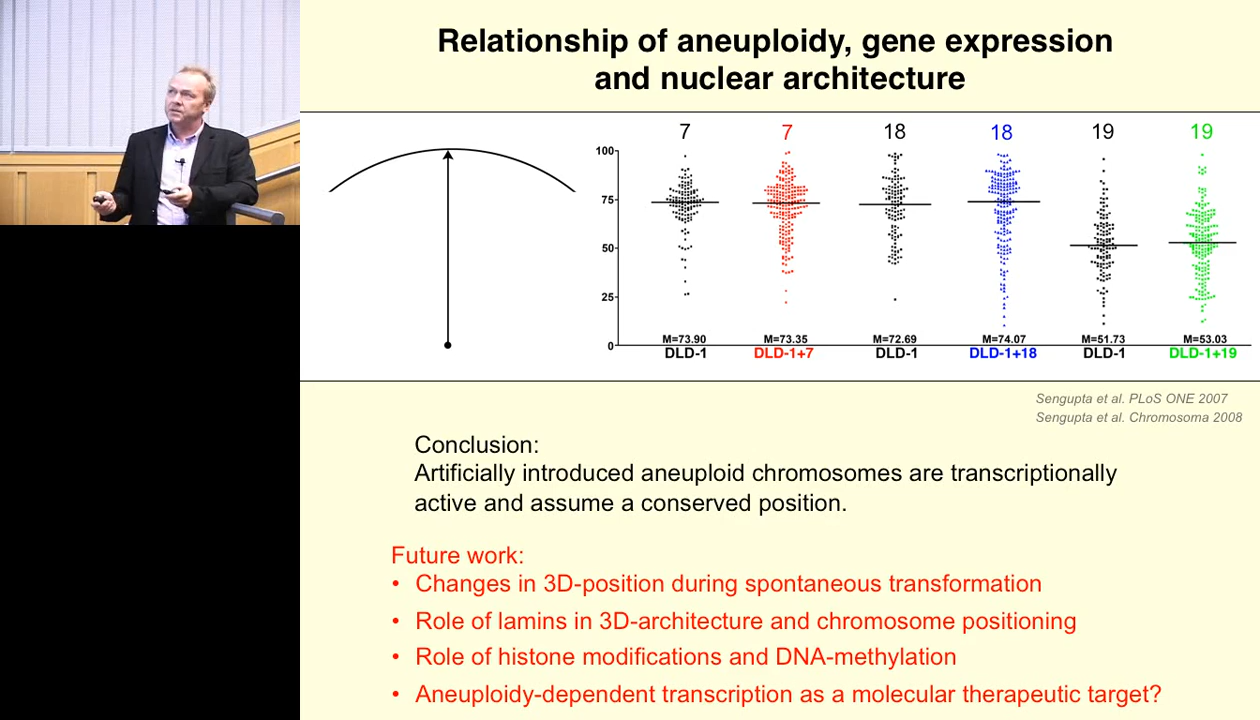 Relationship of aneuploidy, gene expression
and nuclear architecture
7 7 18 18 19 19
100
75
50
25
0
M=73.90 M=73.35 M=72.69 M=74.07 M=51.73 M=53.03
DLD-1 DLD-1+7 DLD-1 DLD-1+18 DLD-1 DLD-1+19
Sengupta et al. PLoS ONE 2007
Sengupta et al. Chromosoma 2008
Conclusion:
Artificially introduced aneuploid chromosomes are transcriptionally
active and assume a conserved position.
Future work:
• Changes in 3D-position during spontaneous transformation
• Role of lamins in 3D-architecture and chromosome positioning
• Role of histone modifications and DNA-methylation
• Aneuploidy-dependent transcription as a molecular therapeutic target?